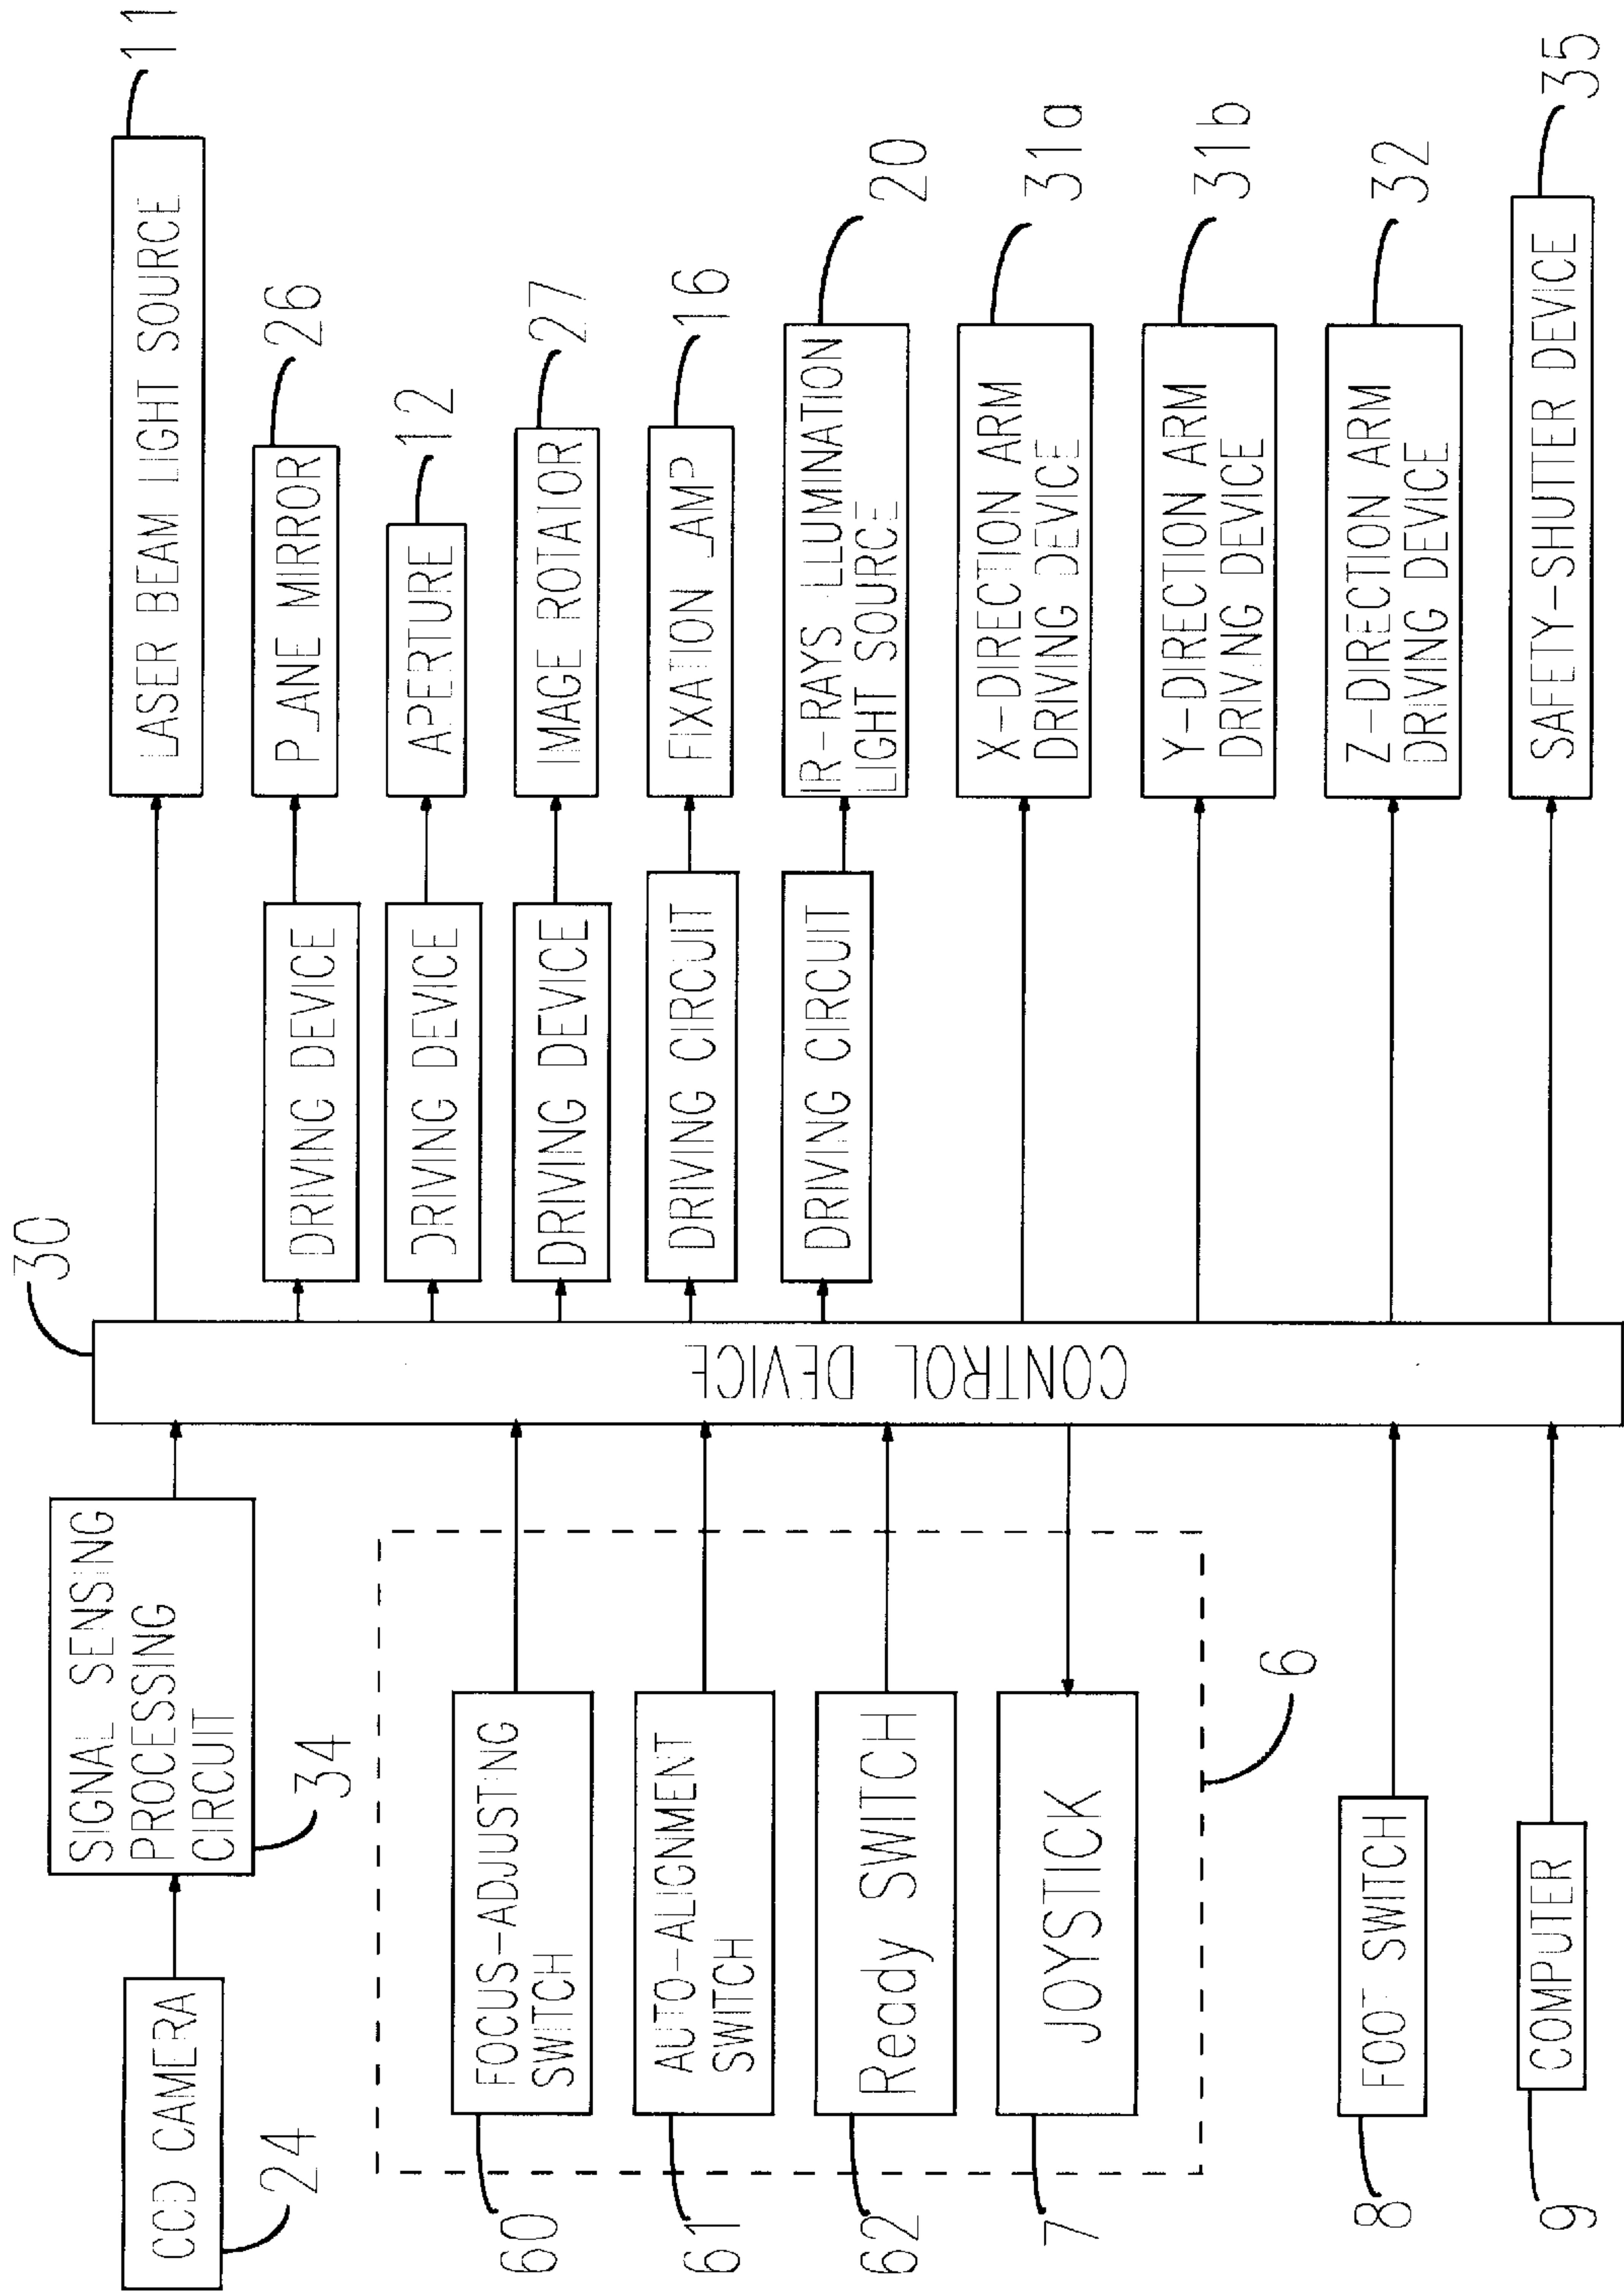 CCD CAMERA
24
SIGNAL SENSING
PROCESSING
CIRCUIT
34
FOCUS-ADJUSTING
SWITCH
60
AUTO-ALIGNMENT
SWITCH
61
Ready SWITCH
62
JOYSTICK
7
6
FOOT SWITCH
8
COMPUTER
9
CONTROL DEVICE
30
LASER BEAM LIGHT SOURCE
11
DRIVING DEVICE
PLANE MIRROR
26
DRIVING DEVICE
APERTURE
12
DRIVING DEVICE
IMAGE ROTATOR
27
DRIVING CIRCUIT
FIXATION LAMP
16
DRIVING CIRCUIT
IR-RAYS ILLUMINATION
LIGHT SOURCE
20
X-DIRECTION ARM
DRIVING DEVICE
31a
Y-DIRECTION ARM
DRIVING DEVICE
31b
Z-DIRECTION ARM
DRIVING DEVICE
32
SAFETY-SHUTTER DEVICE
35